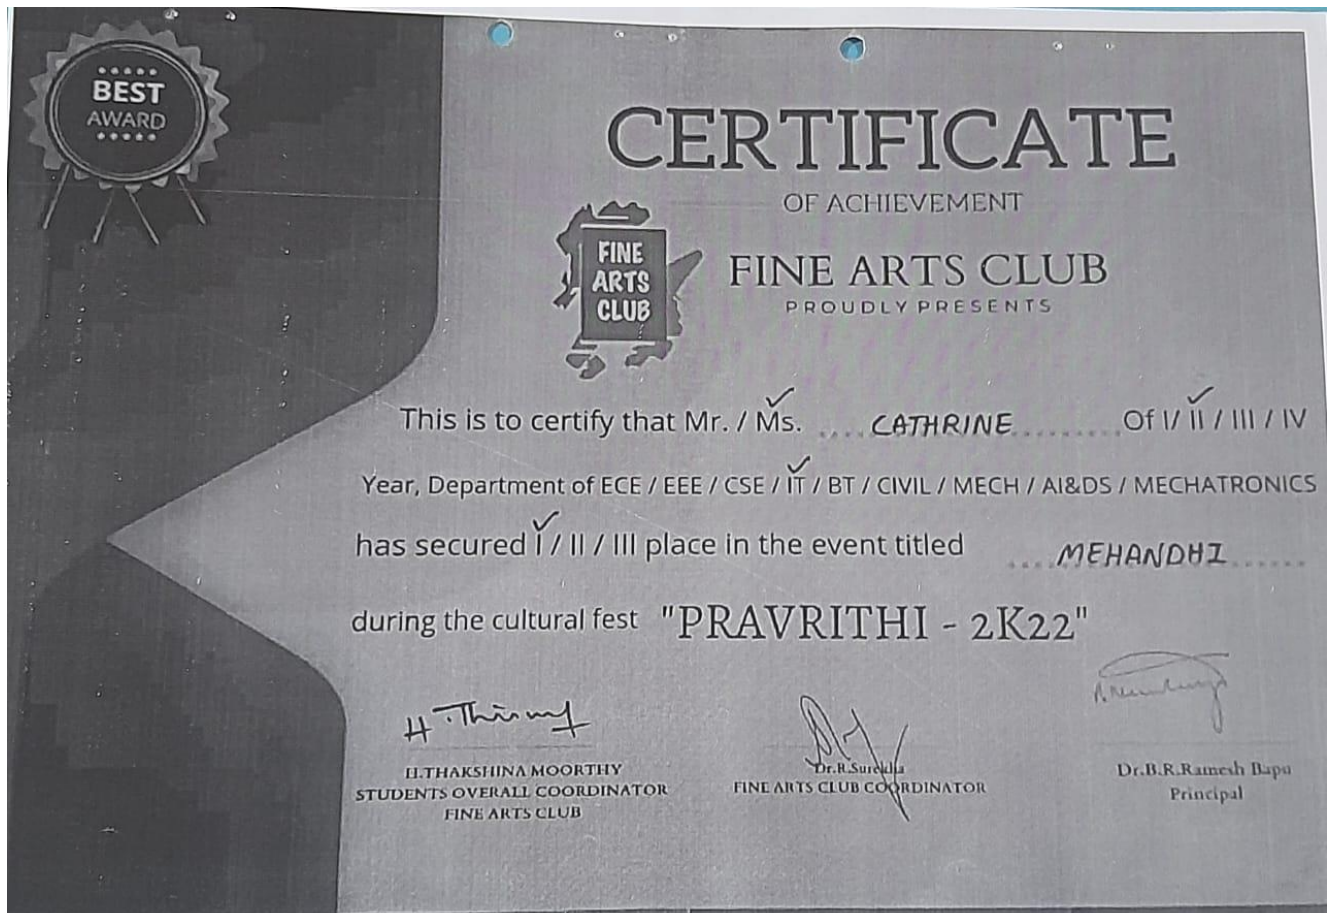 BEST
AWARD
CERTIFICATE
OF ACHIEVEMENT
FINE
ARTS
CLUB
FINE ARTS CLUB
PROUDLY PRESENTS
This is to certify that Mr. / Ms. .... CATHRINE ........ Of I/ II / III / IV
Year, Department of ECE / EEE / CSE / IT / BT / CIVIL / MECH / AI&DS / MECHATRONICS
has secured I / II / III place in the event titled .... MEHANDHI ......
during the cultural fest "PRAVRITHI - 2K22"
H.THAKSHINA MOORTHY
STUDENTS OVERALL COORDINATOR
FINE ARTS CLUB
Dr.R.Surekha
FINE ARTS CLUB COORDINATOR
Dr.B.R.Ramesh Bapu
Principal